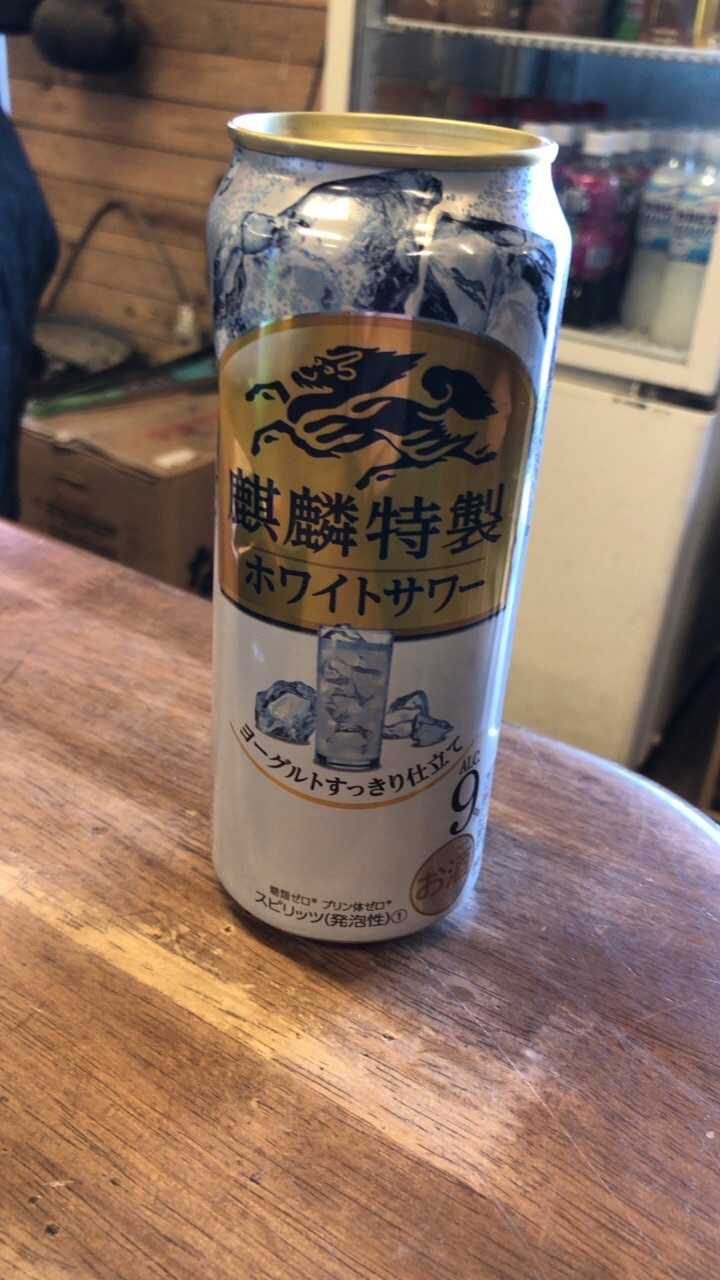 麒麟特製
ホワイトサワー
ヨーグルトすっきり仕立て
ALC.
9%
お酒
糖類ゼロ* プリン体ゼロ*
スピリッツ(発泡性)①